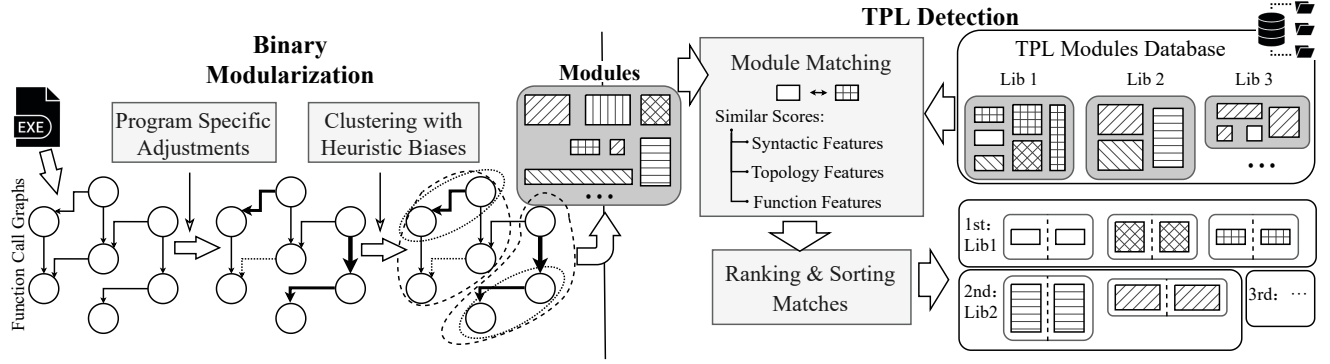 Binary
Modularization
EXE
Program Specific
Adjustments
Clustering with
Heuristic Biases
Function Call Graphs
Modules
...
TPL Detection
Module Matching
Similar Scores:
Syntactic Features
Topology Features
Function Features
Ranking & Sorting
Matches
TPL Modules Database
Lib 1
Lib 2
Lib 3
...
1st:
Lib1
2nd:
Lib2
3rd: ...